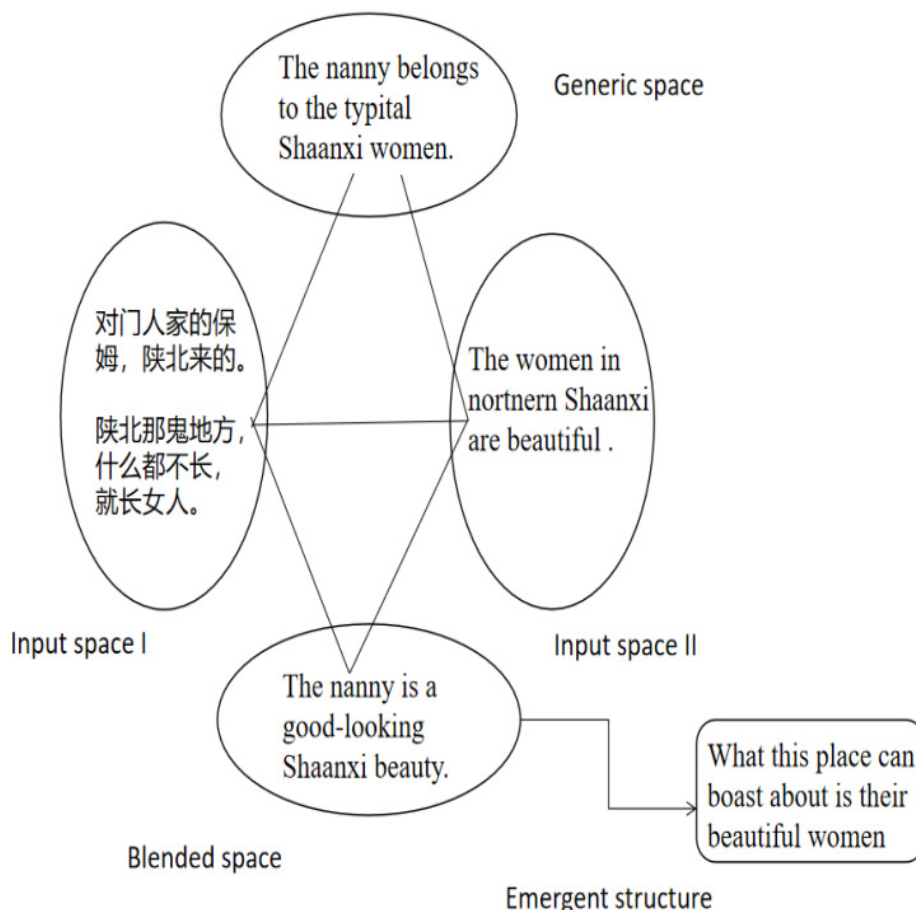 The nanny belongs
to the typital
Shaanxi women.
Generic space
对门人家的保
姆，陕北来的。
陕北那鬼地方，
什么都不长，
就长女人。
The women in
nortnern Shaanxi
are beautiful .
Input space I
Input space II
The nanny is a
good-looking
Shaanxi beauty.
What this place can
boast about is their
beautiful women
Blended space
Emergent structure